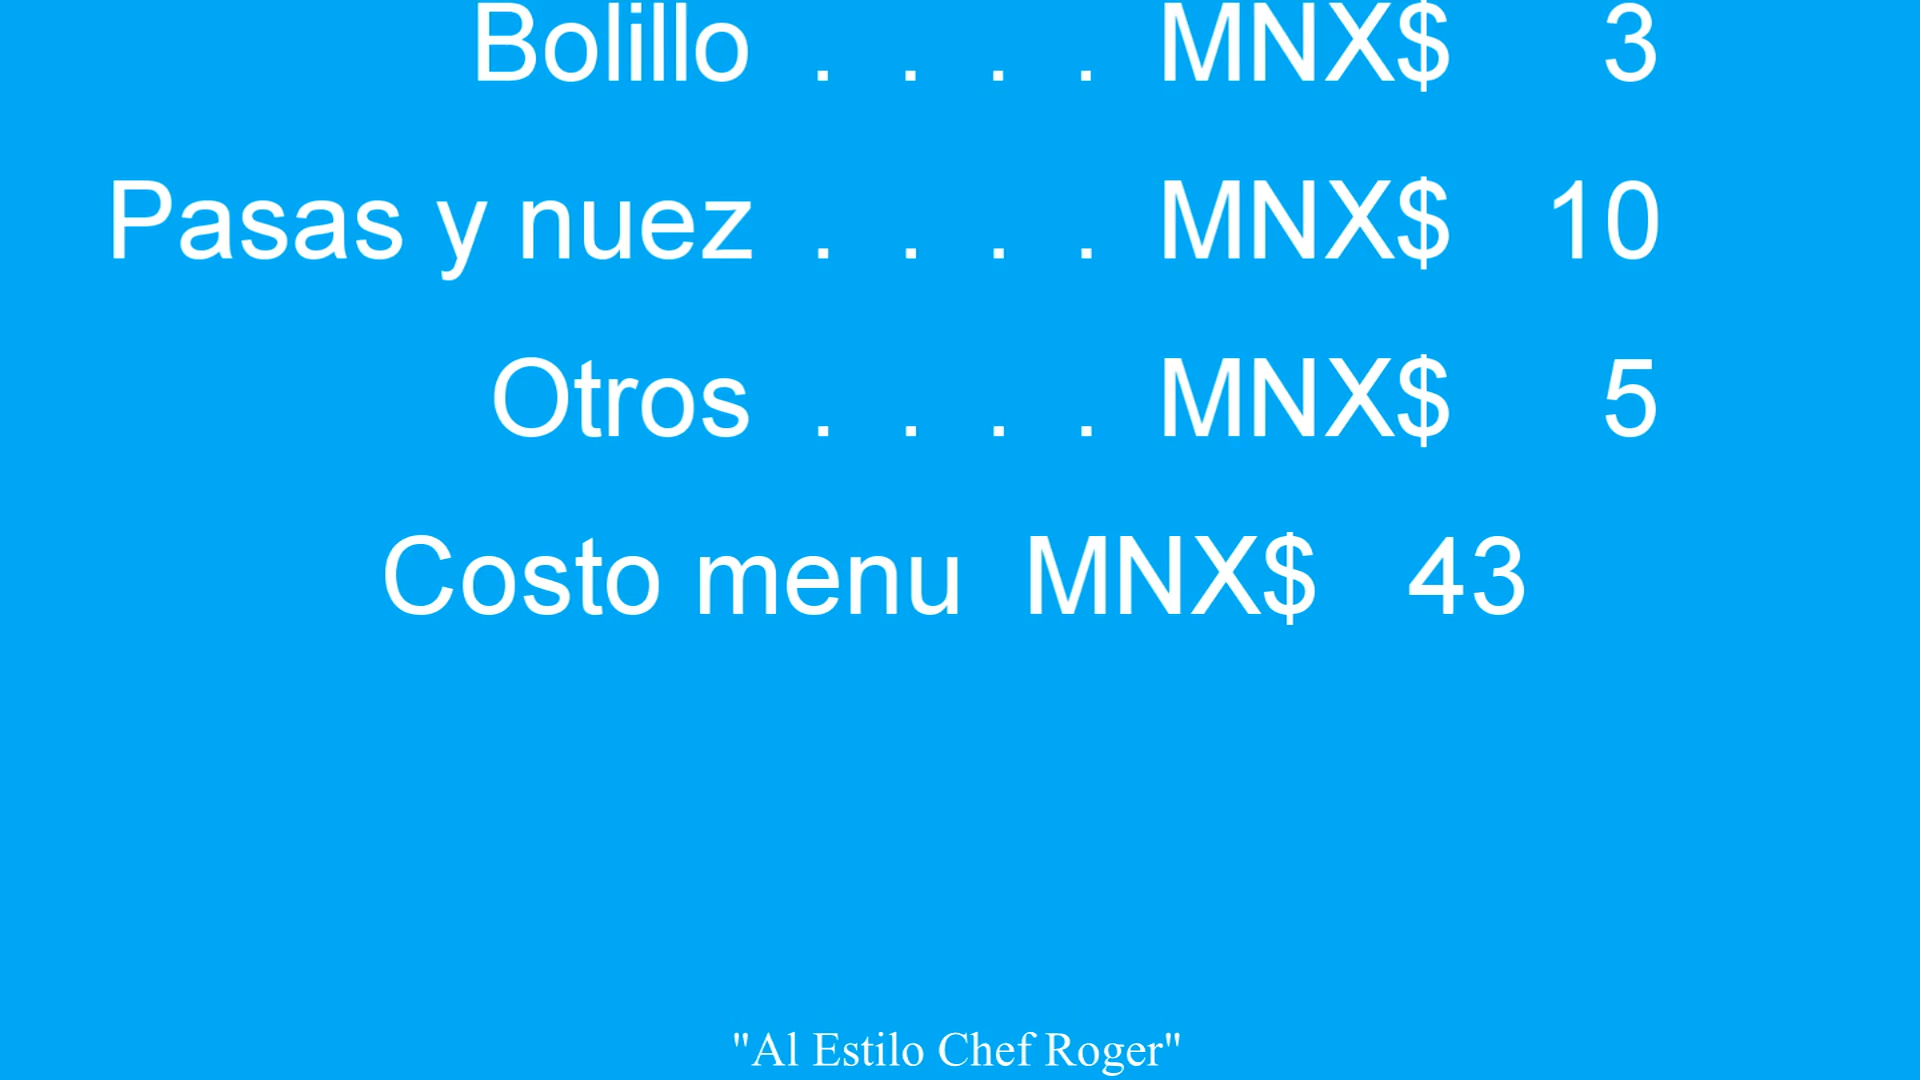 Bolillo . . . . MNX$ 3
Pasas y nuez . . . . MNX$ 10
Otros . . . . MNX$ 5
Costo menu MNX$ 43
"Al Estilo Chef Roger"